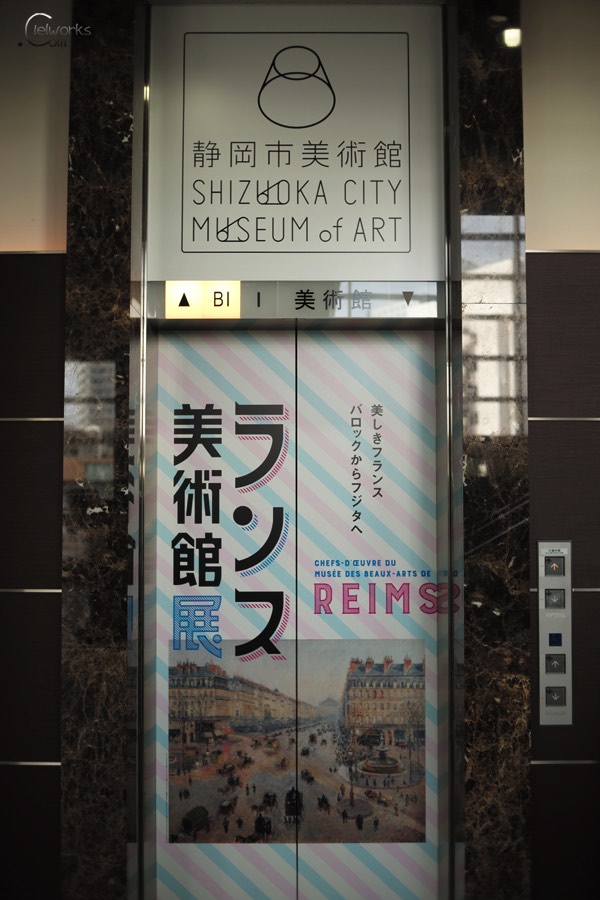 Cielworks
.Com
静岡市美術館
SHIZUOKA CITY
MUSEUM of ART
▲ B1 1 美術館 ▼
ランス
美術館展
美しきフランス
バロックからフジタへ
CHEFS-D'ŒUVRE DU
MUSÉE DES BEAUX-ARTS DE
REIMS